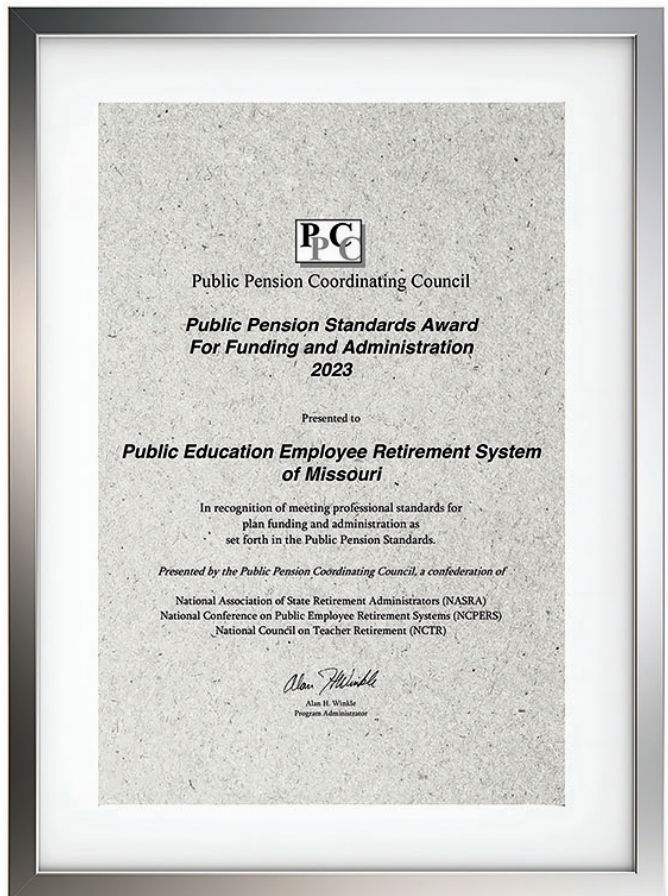 PPCC
Public Pension Coordinating Council
Public Pension Standards Award
For Funding and Administration
2023
Presented to
Public Education Employee Retirement System
of Missouri
In recognition of meeting professional standards for
plan funding and administration as
set forth in the Public Pension Standards.
Presented by the Public Pension Coordinating Council, a confederation of
National Association of State Retirement Administrators (NASRA)
National Conference on Public Employee Retirement Systems (NCPERS)
National Council on Teacher Retirement (NCTR)
Alan H Winkle
Alan H. Winkle
Program Administrator